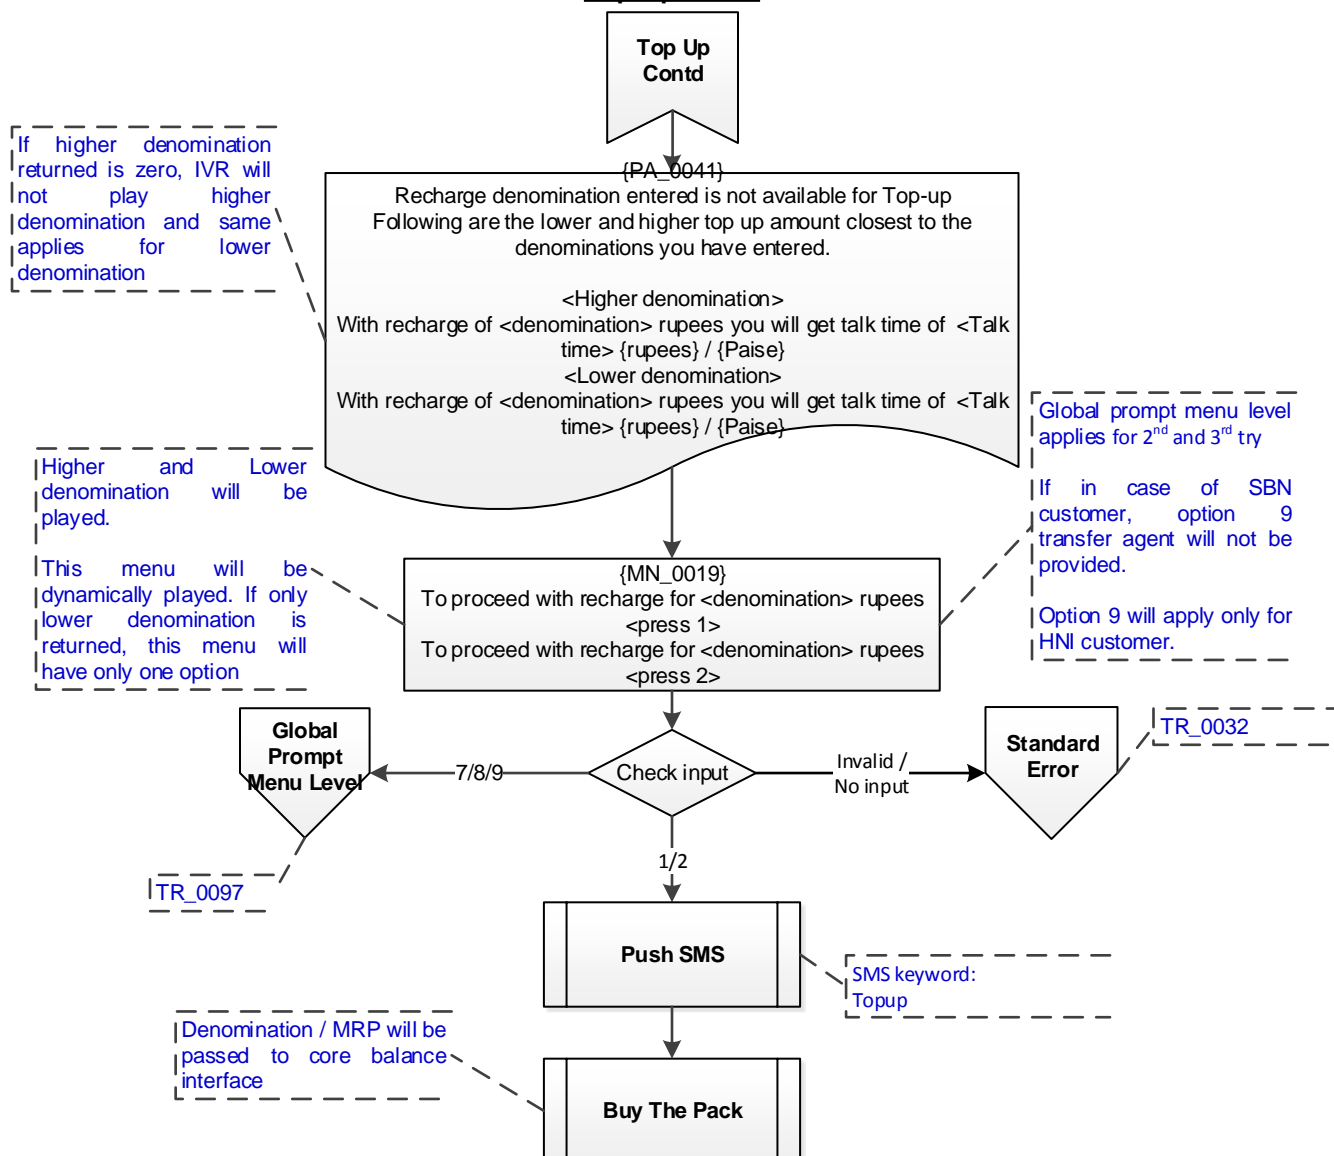 Top Up
Contd
If higher denomination
returned is zero, IVR will
not play higher
denomination and same
applies for lower
denomination
{PA_0041}
Recharge denomination entered is not available for Top-up
Following are the lower and higher top up amount closest to the
denominations you have entered.
<Higher denomination>
With recharge of <denomination> rupees you will get talk time of <Talk
time> {rupees} / {Paise}
<Lower denomination>
With recharge of <denomination> rupees you will get talk time of <Talk
time> {rupees} / {Paise}
Global prompt menu level
applies for 2nd and 3rd try
If in case of SBN
customer, option 9
transfer agent will not be
provided.
Option 9 will apply only for
HNI customer.
Higher and Lower
denomination will be
played.
This menu will be
dynamically played. If only
lower denomination is
returned, this menu will
have only one option
{MN_0019}
To proceed with recharge for <denomination> rupees
<press 1>
To proceed with recharge for <denomination> rupees
<press 2>
Global
Prompt
Menu Level
7/8/9
Check input
Invalid /
No input
Standard
Error
TR_0032
TR_0097
1/2
Push SMS
SMS keyword:
Topup
Denomination / MRP will be
passed to core balance
interface
Buy The Pack